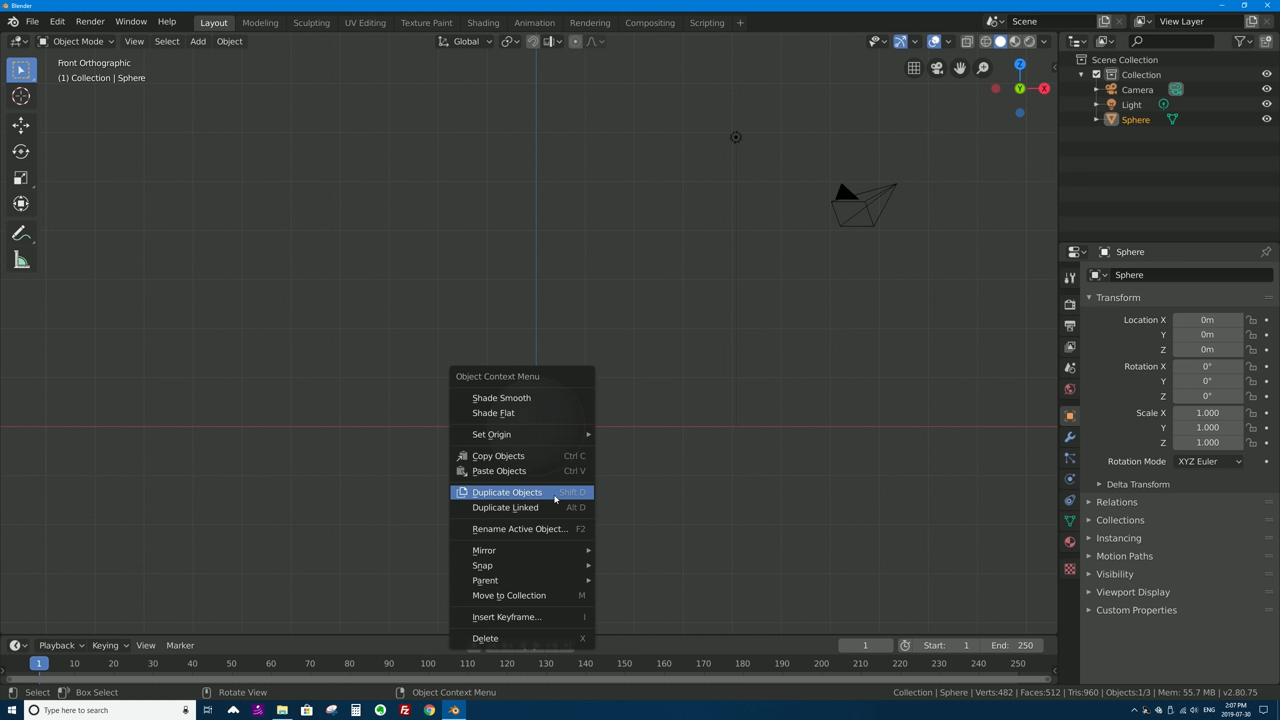 Blender
File Edit Render Window Help
Layout Modeling Sculpting UV Editing Texture Paint Shading Animation Rendering Compositing Scripting +
Scene
View Layer
Object Mode View Select Add Object
Global
Front Orthographic
(1) Collection | Sphere
Z
Y
X
Scene Collection
Collection
Camera
Light
Sphere
Sphere
Sphere
Transform
Location X 0m
Y 0m
Z 0m
Rotation X 0°
Y 0°
Z 0°
Scale X 1.000
Y 1.000
Z 1.000
Rotation Mode XYZ Euler
Delta Transform
Relations
Collections
Instancing
Motion Paths
Visibility
Viewport Display
Custom Properties
Object Context Menu
Shade Smooth
Shade Flat
Set Origin
Copy Objects Ctrl C
Paste Objects Ctrl V
Duplicate Objects Shift D
Duplicate Linked Alt D
Rename Active Object... F2
Mirror
Snap
Parent
Move to Collection M
Insert Keyframe... I
Delete X
Playback Keying View Marker
1 Start: 1 End: 250
1 10 20 30 40 50 60 70 80 90 100 110 120 130 140 150 160 170 180 190 200 210 220 230 240 250
Select Box Select Rotate View Object Context Menu
Collection | Sphere | Verts:482 | Faces:512 | Tris:960 | Objects:1/3 | Mem: 55.7 MB | v2.80.75
Type here to search
ENG
2:07 PM
2019-07-30